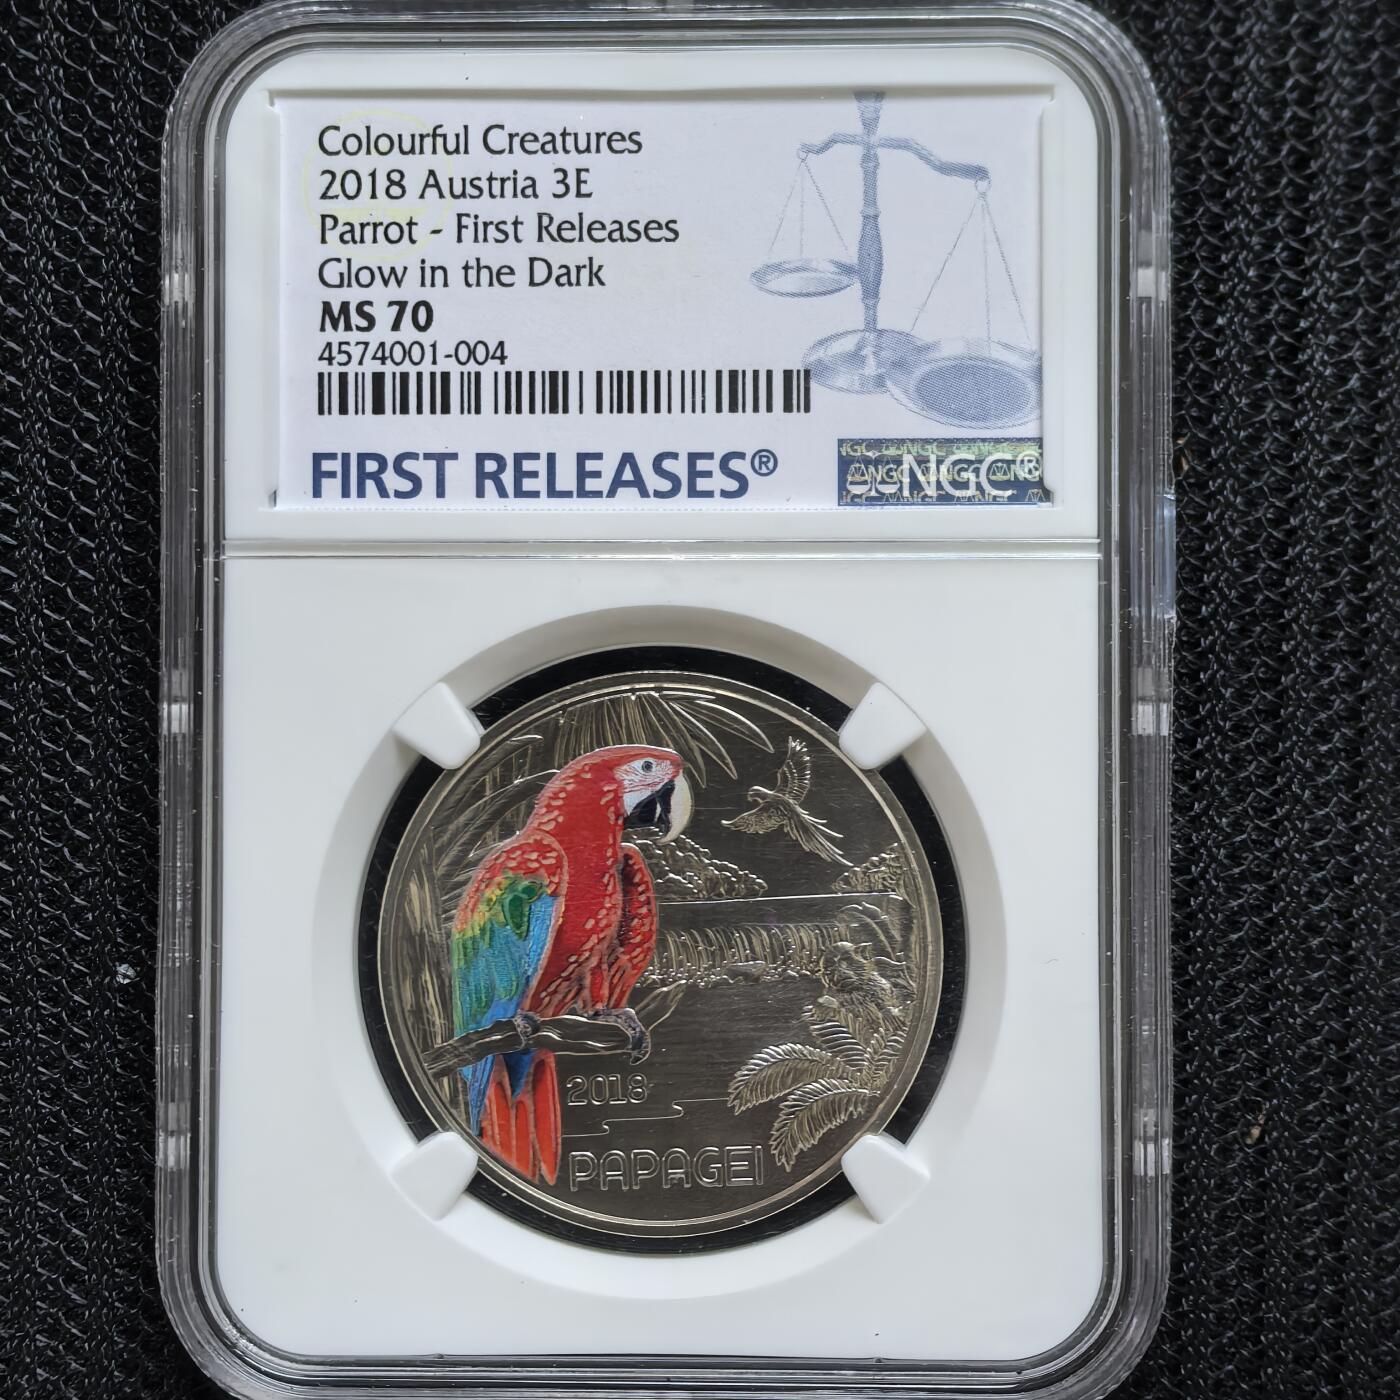 Colourful Creatures
2018 Austria 3E
Parrot - First Releases
Glow in the Dark
MS 70
4574001-004
FIRST RELEASES®
NGC®
2018
PAPAGEI